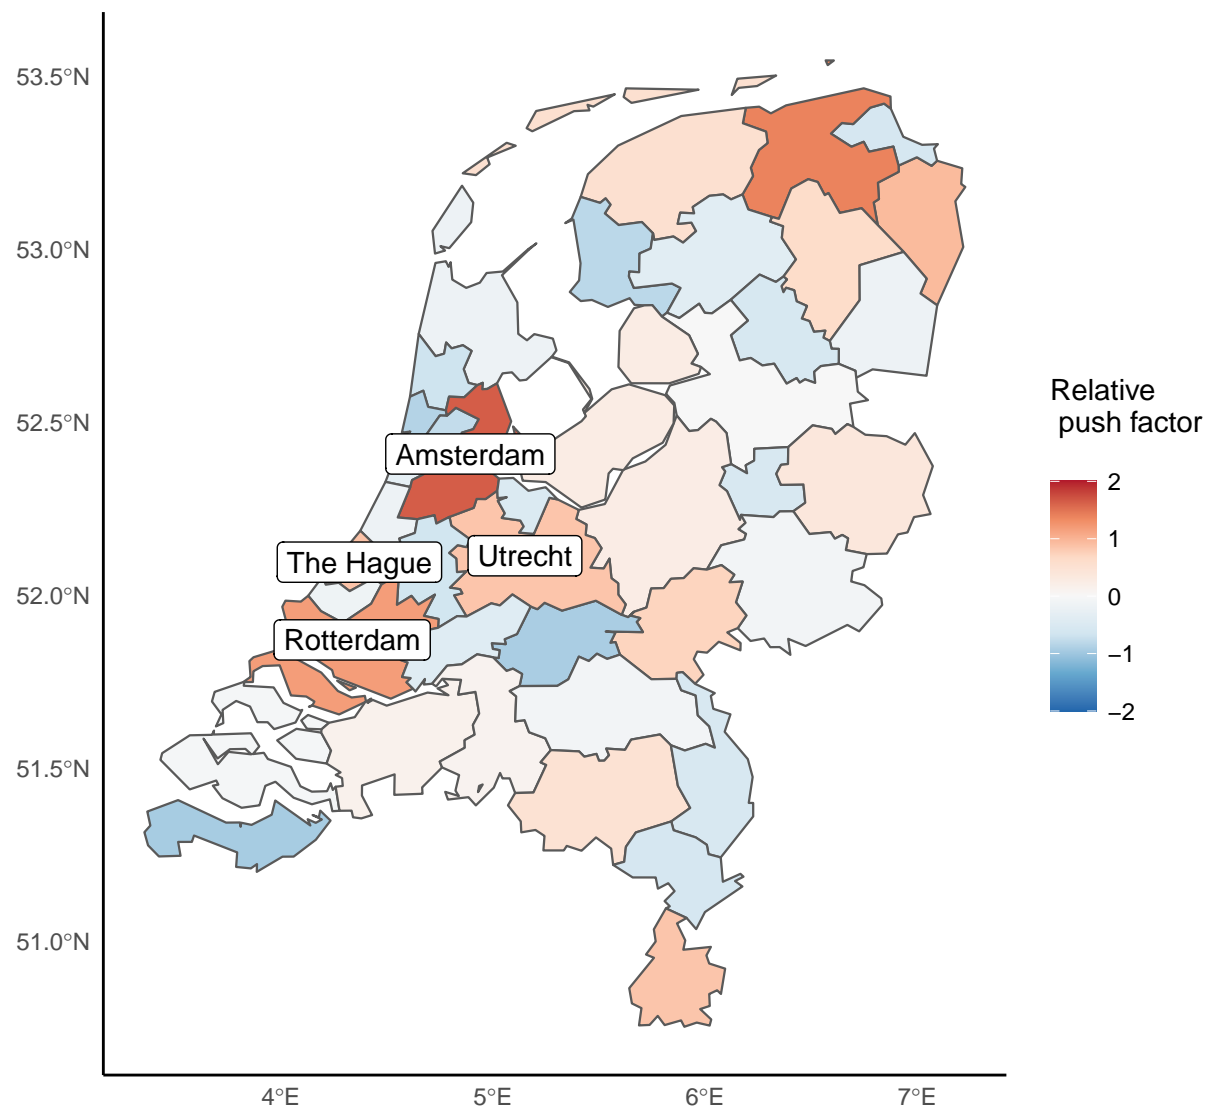 53.5°N
53.0°N
52.5°N
52.0°N
51.5°N
51.0°N
Amsterdam
The Hague
Utrecht
Rotterdam
4°E
5°E
6°E
7°E
Relative
push factor
2
1
0
−1
−2